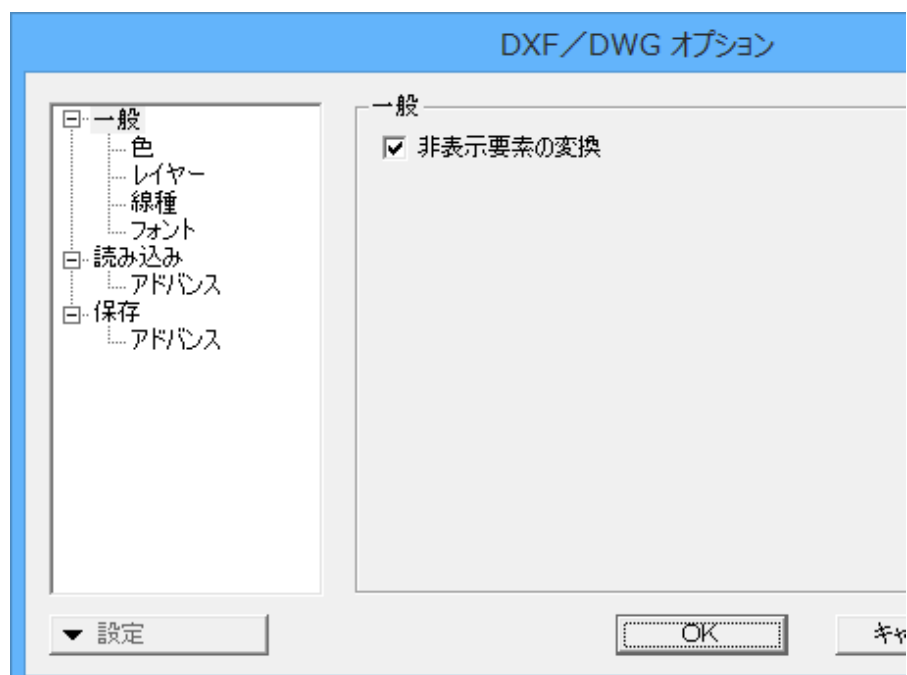 DXF／DWG オプション
一般
色
レイヤー
線種
フォント
読み込み
アドバンス
保存
アドバンス
一般
非表示要素の変換
設定
OK
キャ